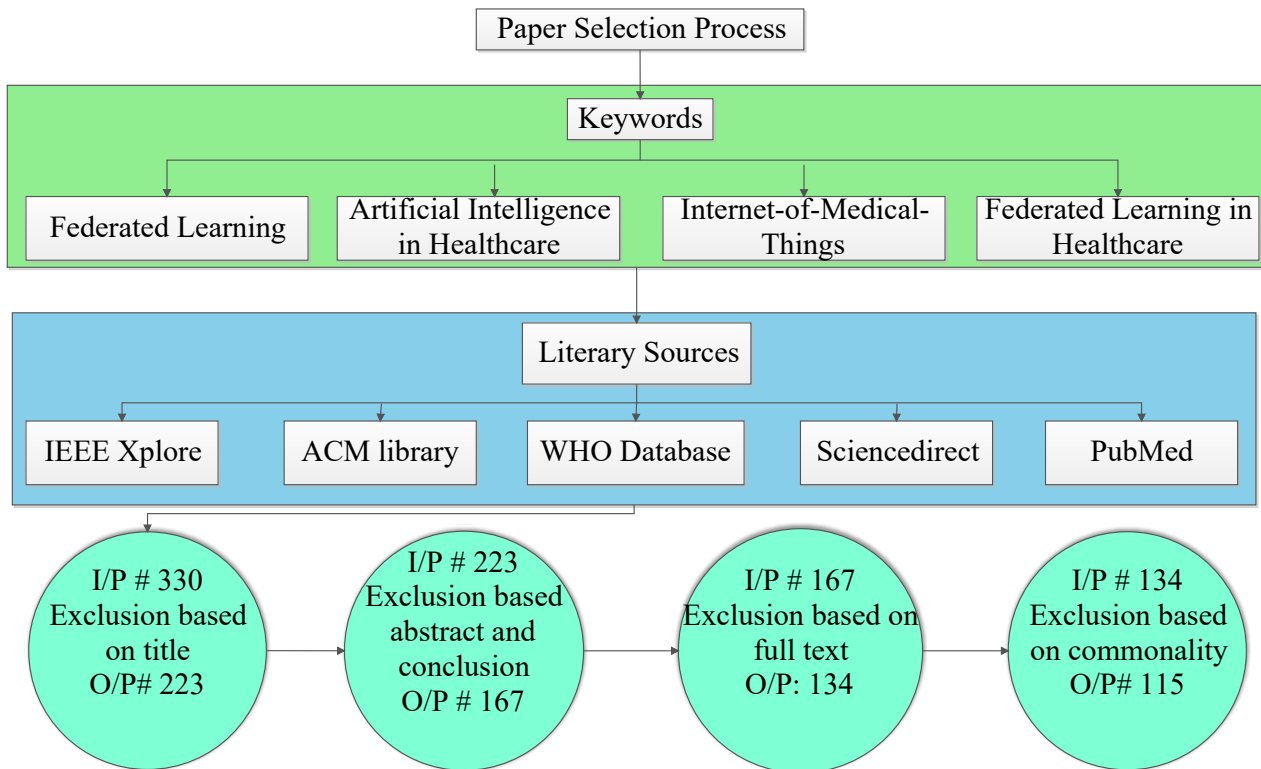 Paper Selection Process
Keywords
Federated Learning
Artificial Intelligence
in Healthcare
Internet-of-Medical-
Things
Federated Learning in
Healthcare
Literary Sources
IEEE Xplore
ACM library
WHO Database
Sciencedirect
PubMed
I/P # 330
Exclusion based
on title
O/P# 223
I/P # 223
Exclusion based
abstract and
conclusion
O/P # 167
I/P # 167
Exclusion based on
full text
O/P: 134
I/P # 134
Exclusion based
on commonality
O/P# 115